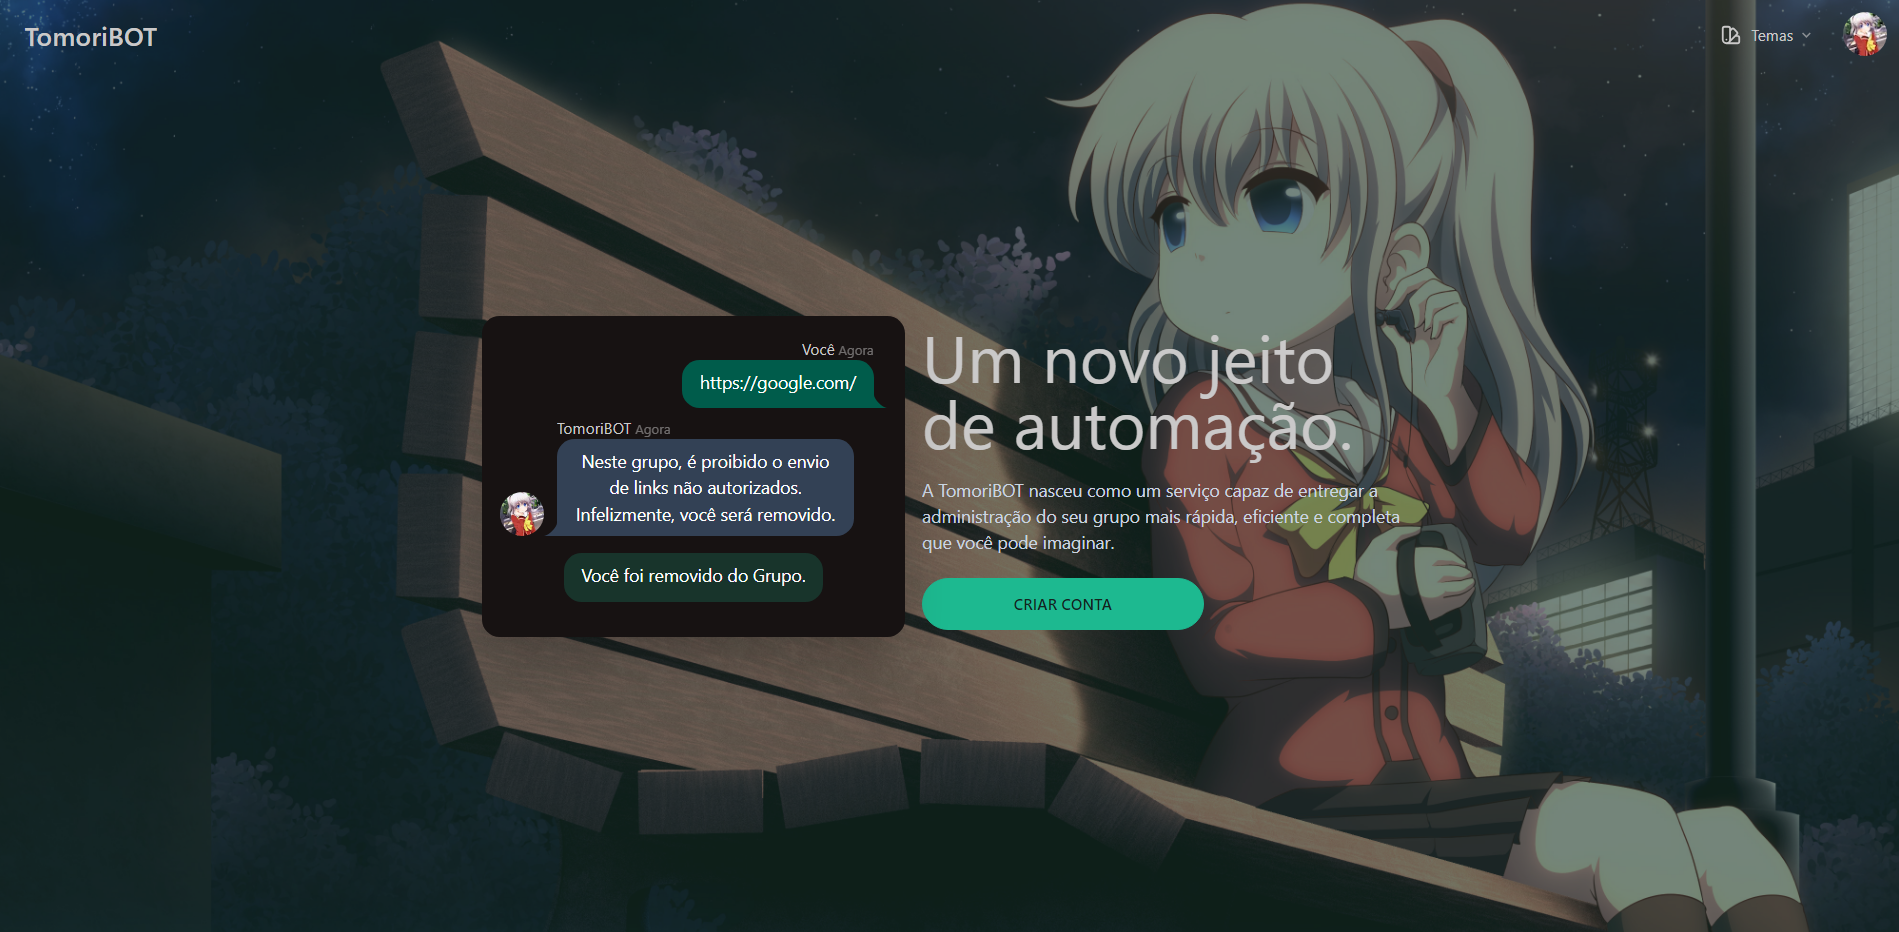 TomoriBOT
Temas
Você Agora
https://google.com/
TomoriBOT Agora
Neste grupo, é proibido o envio
de links não autorizados.
Infelizmente, você será removido.
Você foi removido do Grupo.
Um novo jeito
de automação.
A TomoriBOT nasceu como um serviço capaz de entregar a
administração do seu grupo mais rápida, eficiente e completa
que você pode imaginar.
CRIAR CONTA